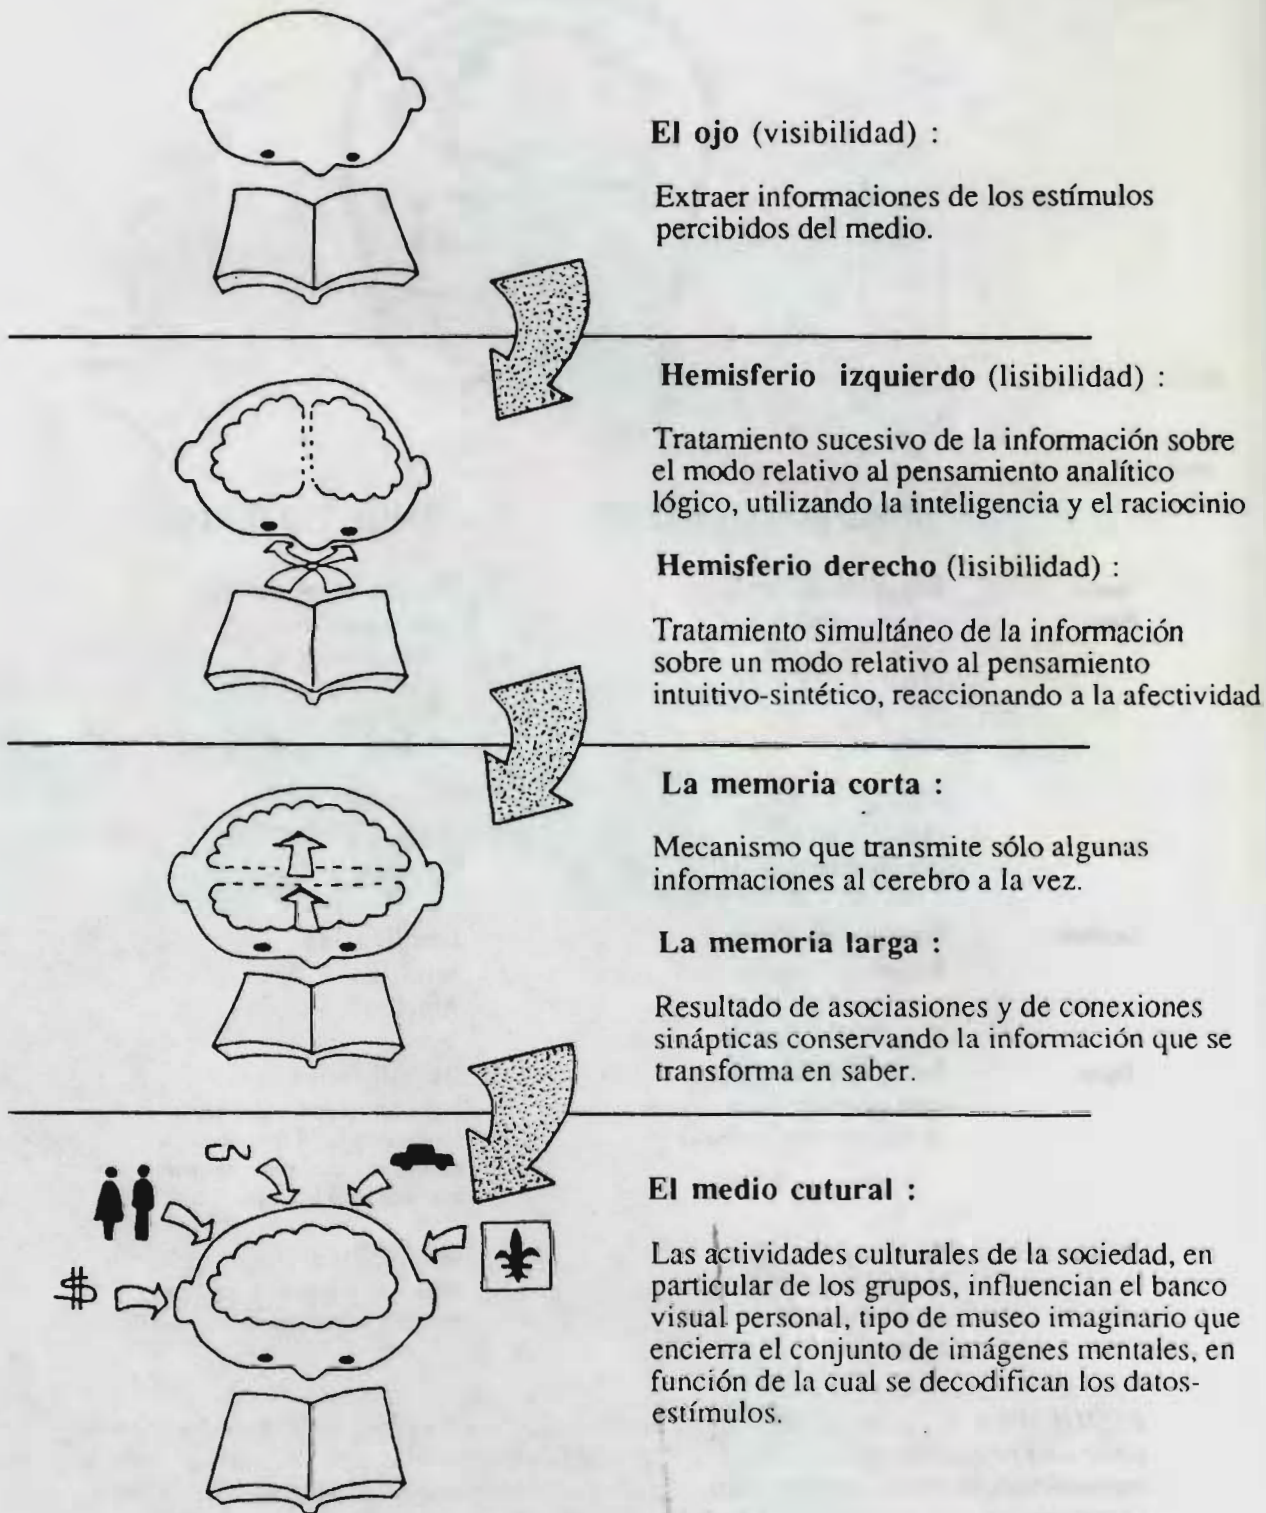 El ojo (visibilidad) :
Extraer informaciones de los estímulos
percibidos del medio.
Hemisferio izquierdo (lisibilidad) :
Tratamiento sucesivo de la información sobre
el modo relativo al pensamiento analítico
lógico, utilizando la inteligencia y el raciocinio
Hemisferio derecho (lisibilidad) :
Tratamiento simultáneo de la información
sobre un modo relativo al pensamiento
intuitivo-sintético, reaccionando a la afectividad
La memoria corta :
Mecanismo que transmite sólo algunas
informaciones al cerebro a la vez.
La memoria larga :
Resultado de asociasiones y de conexiones
sinápticas conservando la información que se
transforma en saber.
El medio cutural :
Las actividades culturales de la sociedad, en
particular de los grupos, influencian el banco
visual personal, tipo de museo imaginario que
encierra el conjunto de imágenes mentales, en
función de la cual se decodifican los datos-
estímulos.
CN
$